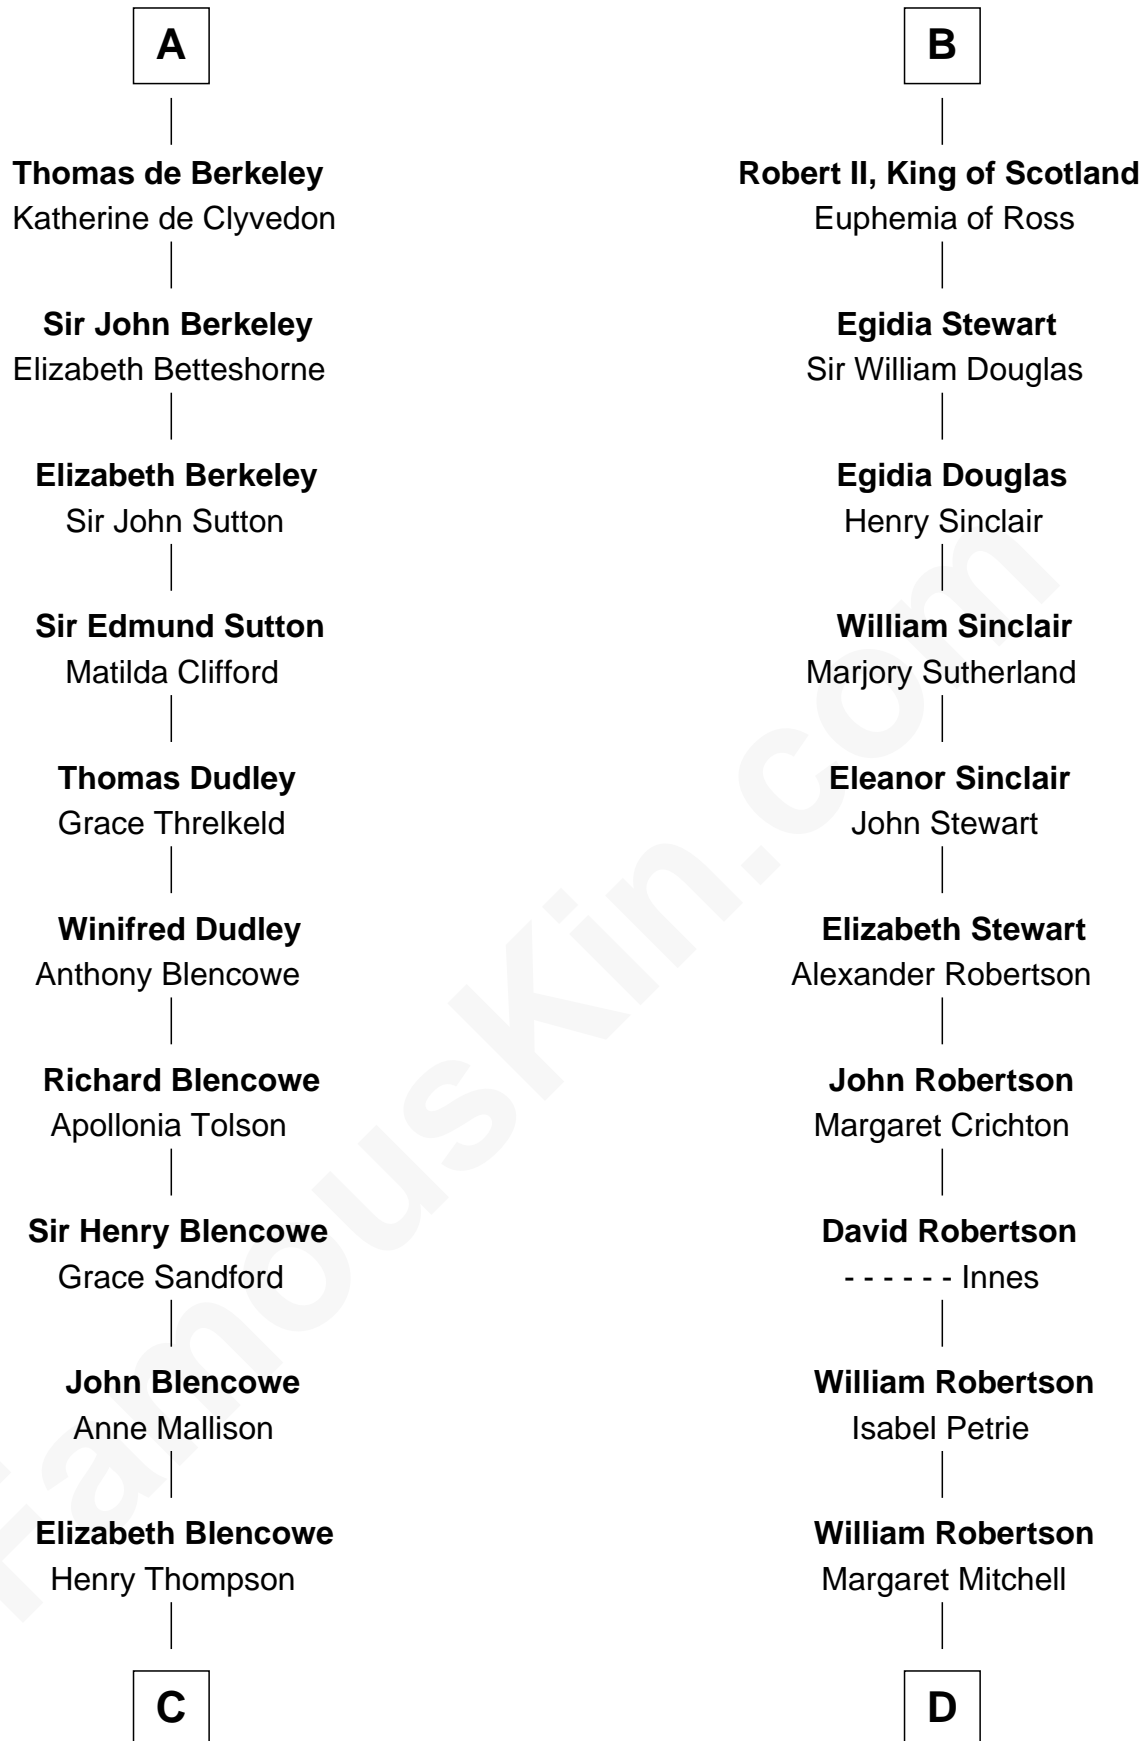 A
Thomas de Berkeley
Katherine de Clyvedon
Sir John Berkeley
Elizabeth Betteshorne
Elizabeth Berkeley
Sir John Sutton
Sir Edmund Sutton
Matilda Clifford
Thomas Dudley
Grace Threlkeld
Winifred Dudley
Anthony Blencowe
Richard Blencowe
Apollonia Tolson
Sir Henry Blencowe
Grace Sandford
John Blencowe
Anne Mallison
Elizabeth Blencowe
Henry Thompson
C
B
Robert II, King of Scotland
Euphemia of Ross
Egidia Stewart
Sir William Douglas
Egidia Douglas
Henry Sinclair
William Sinclair
Marjory Sutherland
Eleanor Sinclair
John Stewart
Elizabeth Stewart
Alexander Robertson
John Robertson
Margaret Crichton
David Robertson
- - - - - - Innes
William Robertson
Isabel Petrie
William Robertson
Margaret Mitchell
D
FamousKin.com